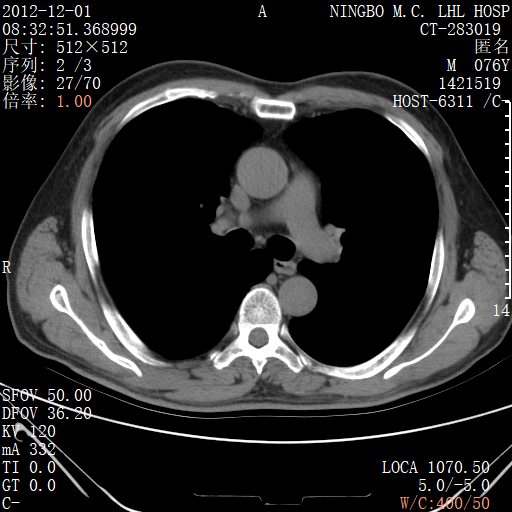 2012-12-01
08:32:51.368999
尺寸: 512×512
序列: 2 /3
影像: 27/70
倍率: 1.00
A
NINGBO M.C. LHL HOSP
CT-283019
匿名
M 076Y
1421519
HOST-6311 /C-
R
14
SFOV 50.00
DFOV 36.20
KV 120
mA 332
TI 0.0
GT 0.0
C-
LOCA 1070.50
5.0/-5.0
W/C:400/50